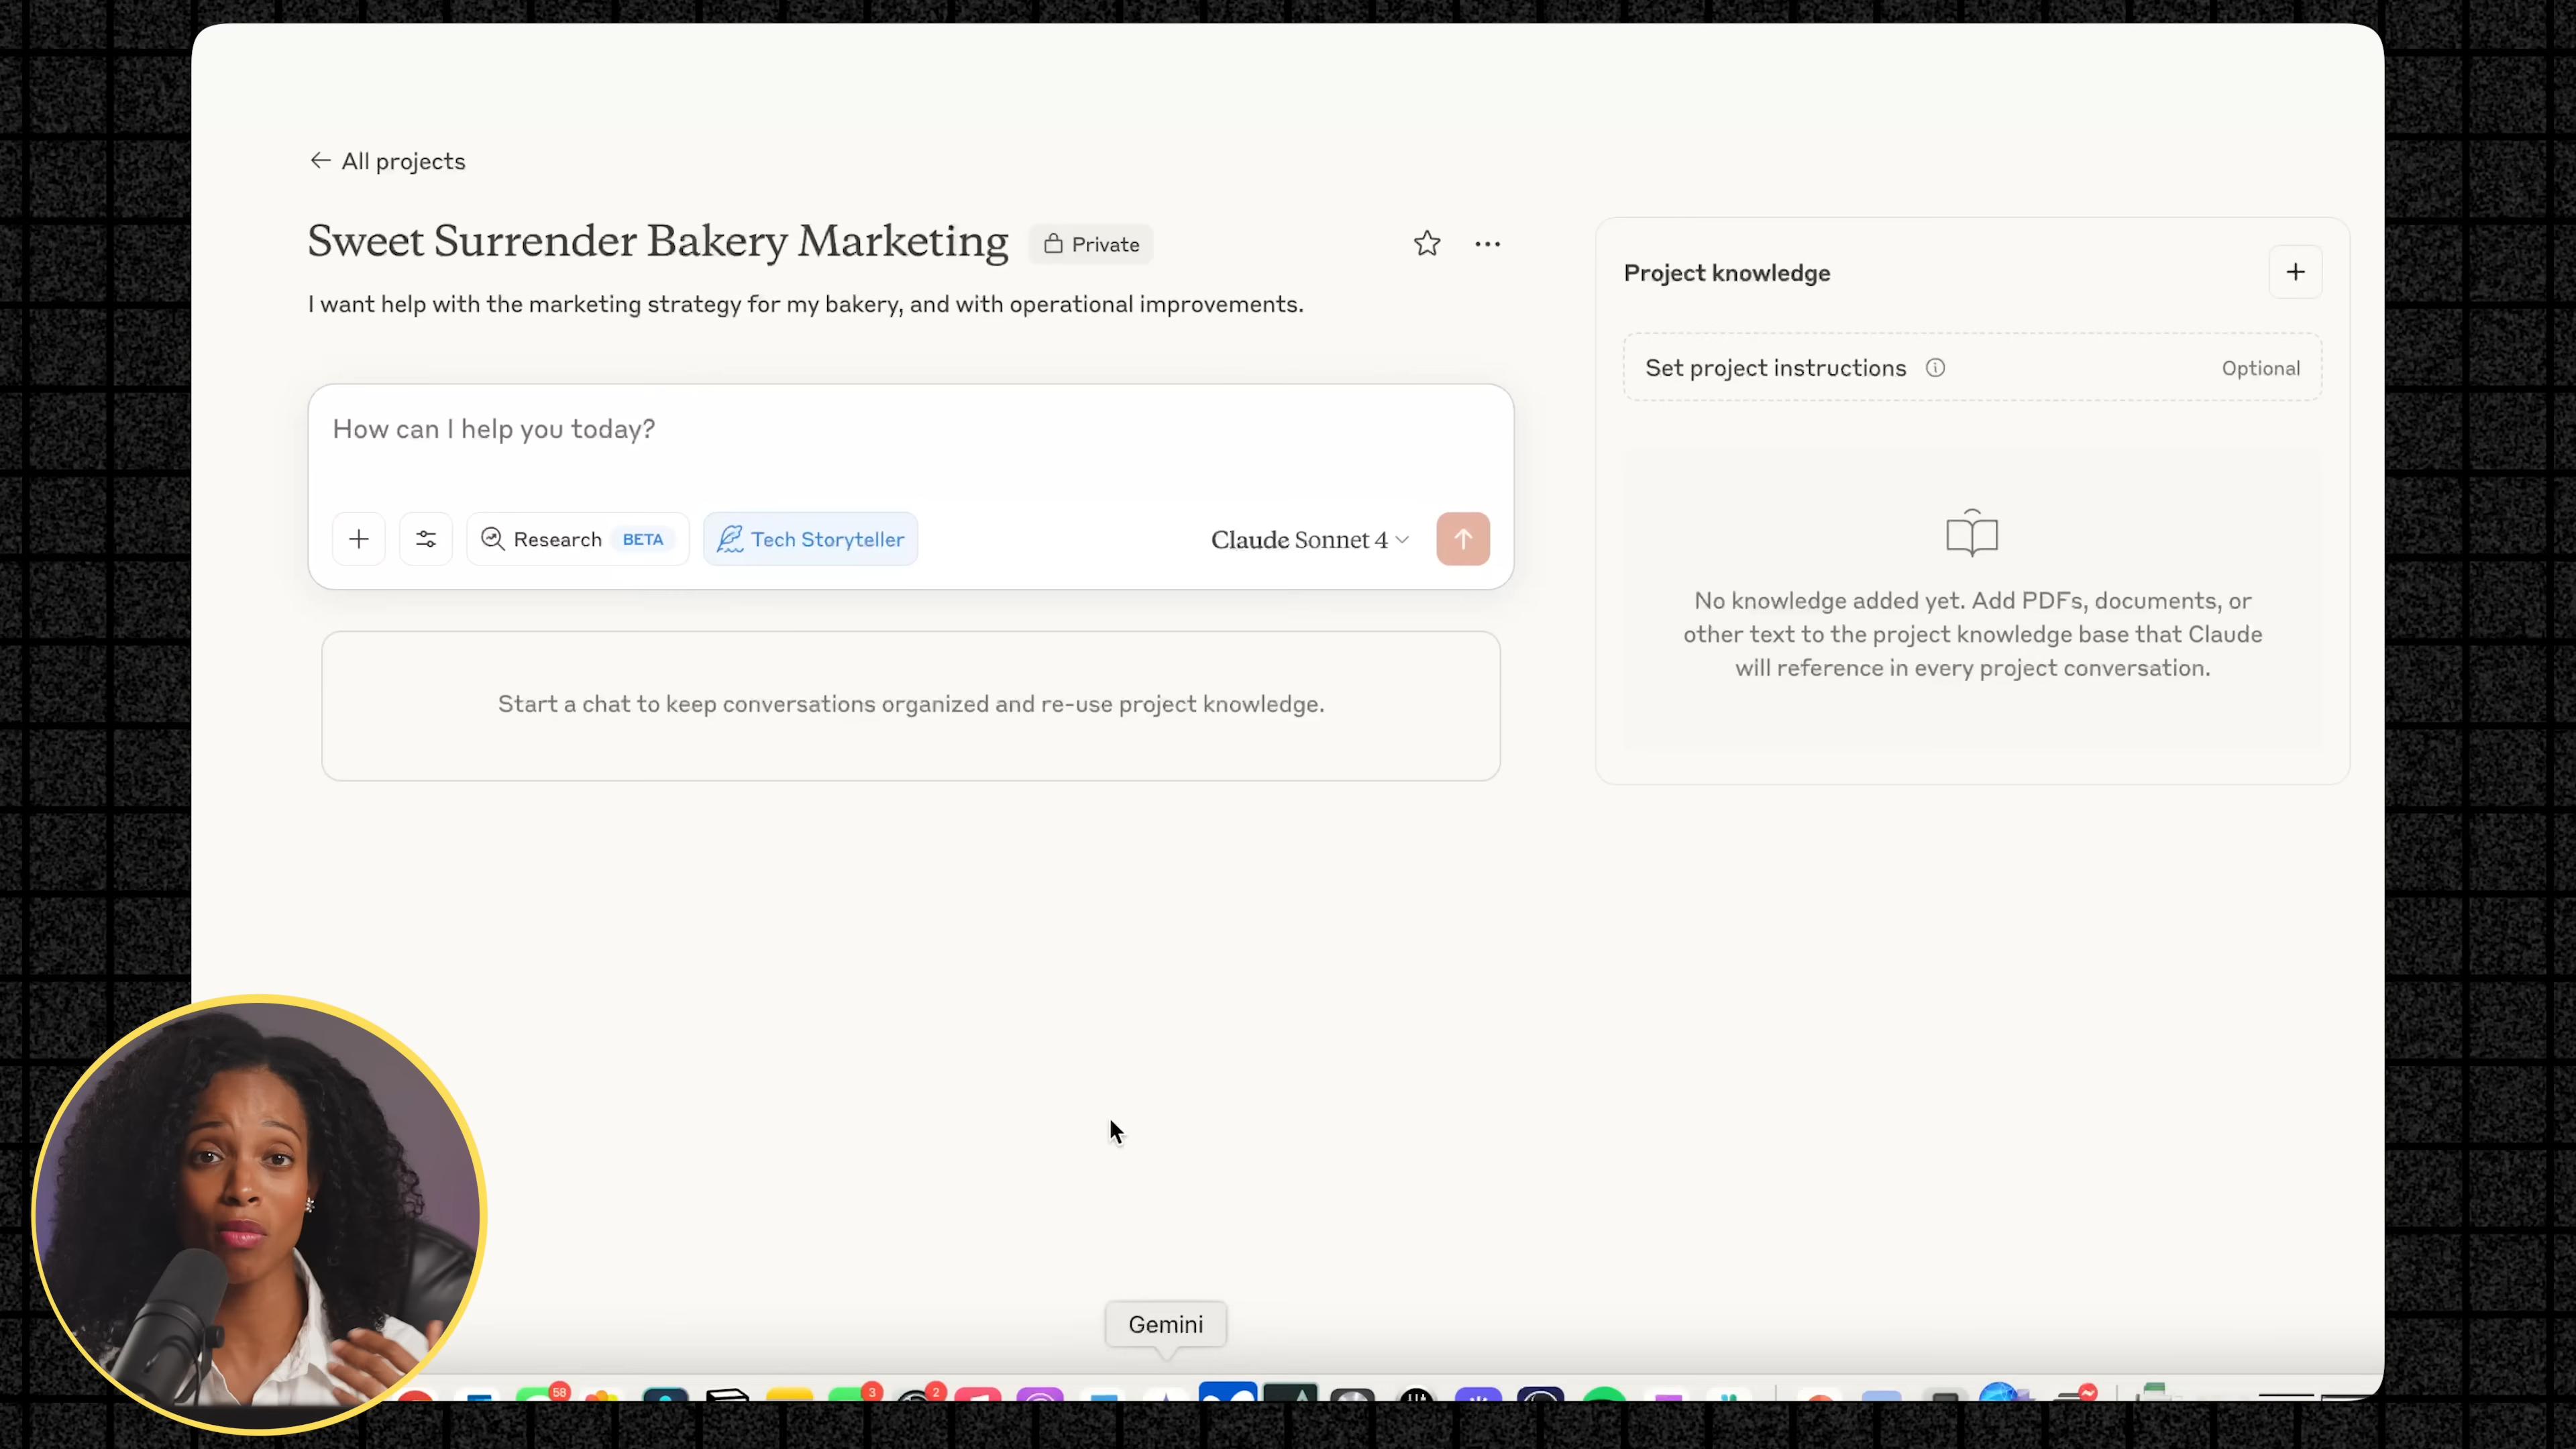 All projects
Sweet Surrender Bakery Marketing
Private
I want help with the marketing strategy for my bakery, and with operational improvements.
How can I help you today?
Research BETA
Tech Storyteller
Claude Sonnet 4
Start a chat to keep conversations organized and re-use project knowledge.
Project knowledge
Set project instructions
Optional
No knowledge added yet. Add PDFs, documents, or
other text to the project knowledge base that Claude
will reference in every project conversation.
Gemini
58
3
2